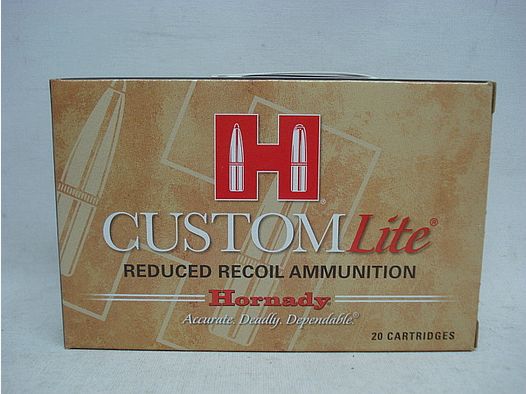 H
®
CUSTOMLite®
REDUCED RECOIL AMMUNITION
Hornady
Accurate. Deadly. Dependable.®
20 CARTRIDGES